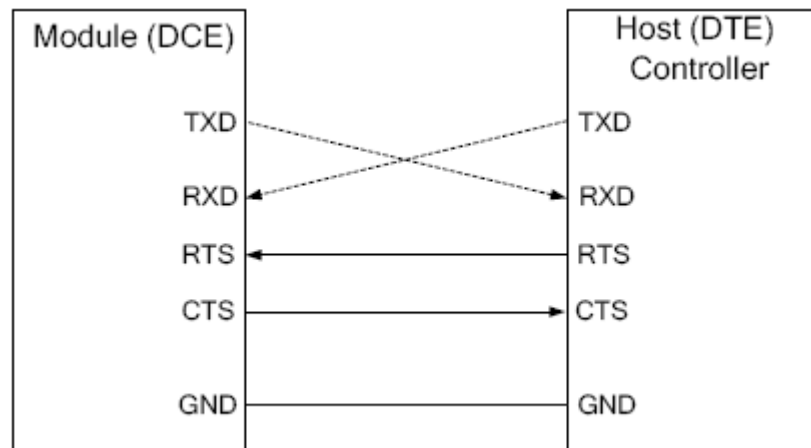 Module (DCE)
Host (DTE)
Controller
TXD
TXD
RXD
RXD
RTS
RTS
CTS
CTS
GND
GND